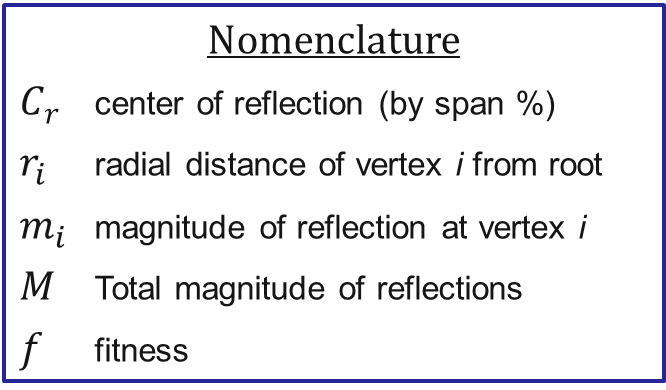 Nomenclature
C_r center of reflection (by span %)
r_i radial distance of vertex i from root
m_i magnitude of reflection at vertex i
M Total magnitude of reflections
f fitness